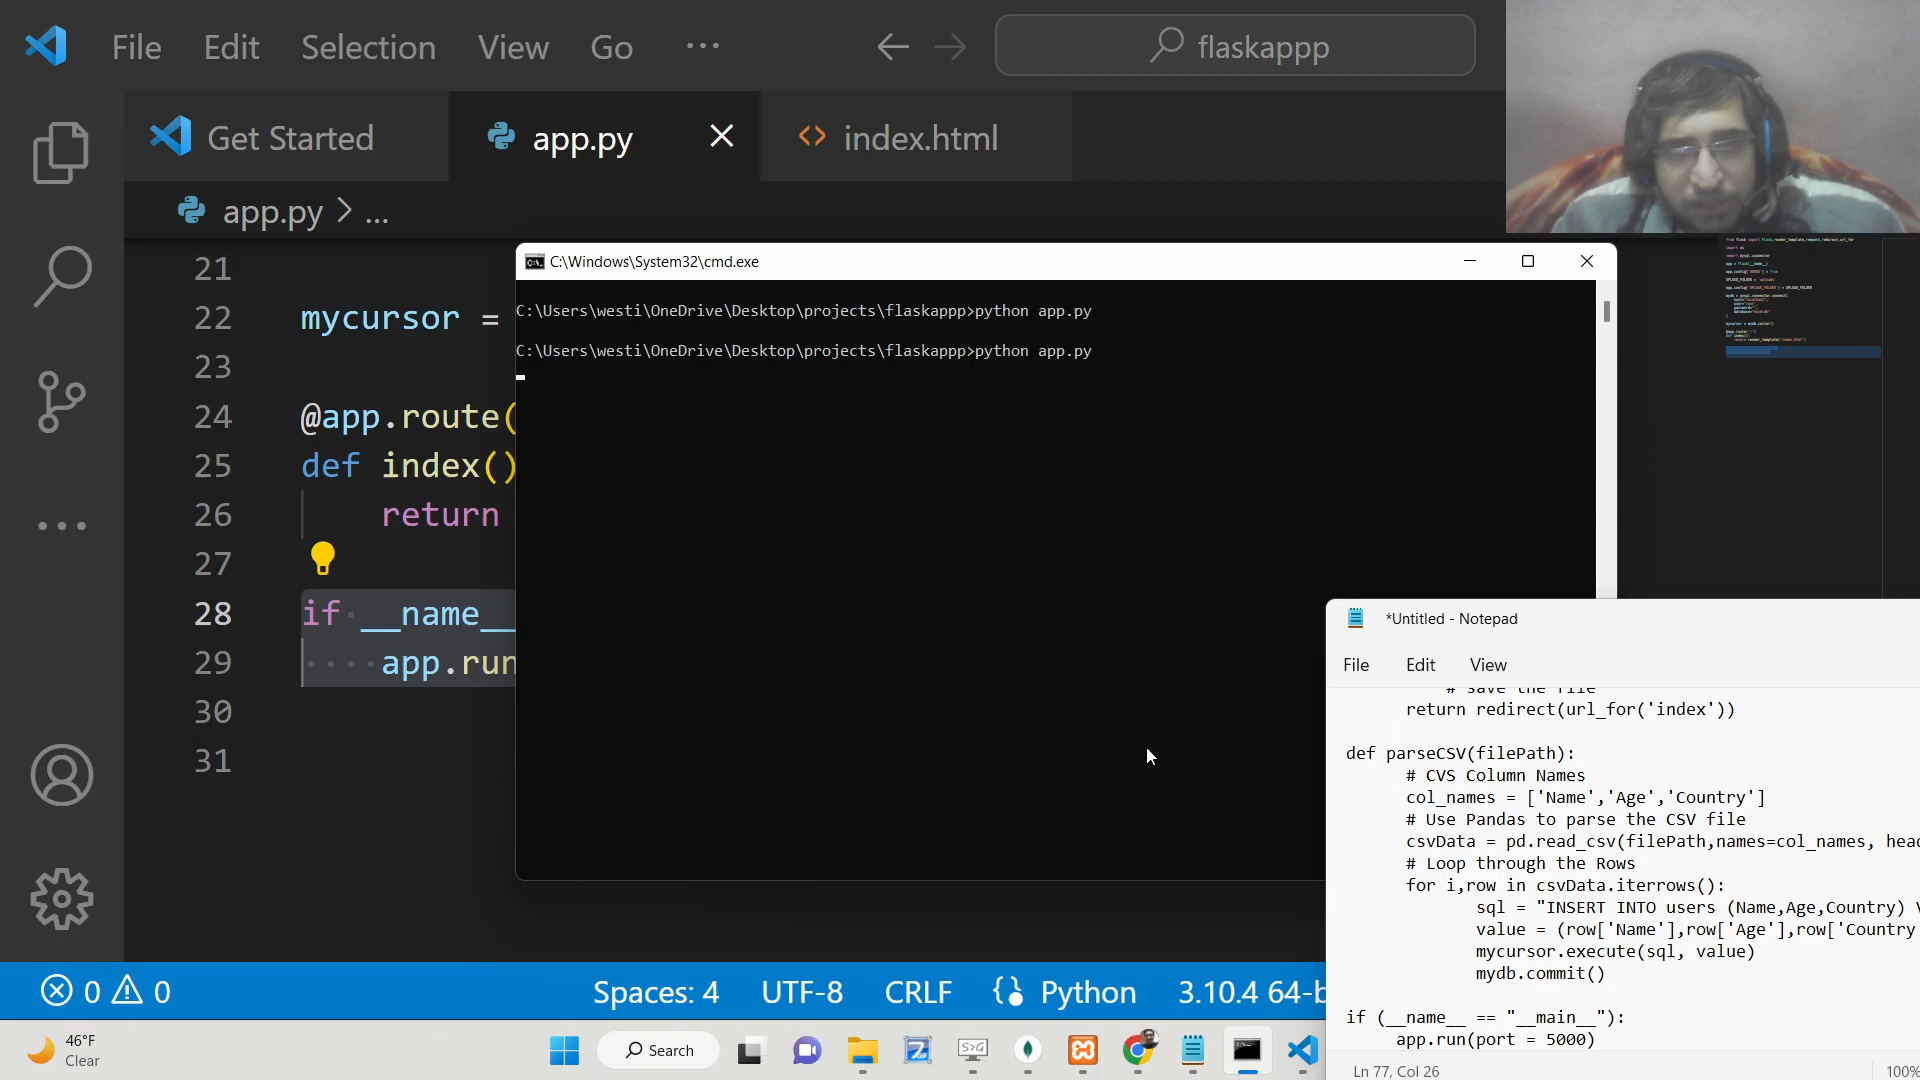 File Edit Selection View Go ...
flaskappp
Get Started
app.py
index.html
app.py > ...
21
22 mycursor =
23
24 @app.route(
25 def index()
26 return
27
28 if __name__
29 app.run
30
31
C:\Windows\System32\cmd.exe
C:\Users\westi\OneDrive\Desktop\projects\flaskappp>python app.py
C:\Users\westi\OneDrive\Desktop\projects\flaskappp>python app.py
*Untitled - Notepad
File Edit View
# save the file
return redirect(url_for('index'))
def parseCSV(filePath):
# CVS Column Names
col_names = ['Name','Age','Country']
# Use Pandas to parse the CSV file
csvData = pd.read_csv(filePath,names=col_names, head
# Loop through the Rows
for i,row in csvData.iterrows():
sql = "INSERT INTO users (Name,Age,Country) V
value = (row['Name'],row['Age'],row['Country
mycursor.execute(sql, value)
mydb.commit()
if (__name__ == "__main__"):
app.run(port = 5000)
Ln 77, Col 26
100%
0 0
Spaces: 4 UTF-8 CRLF Python 3.10.4 64-b
46°F
Clear
Search